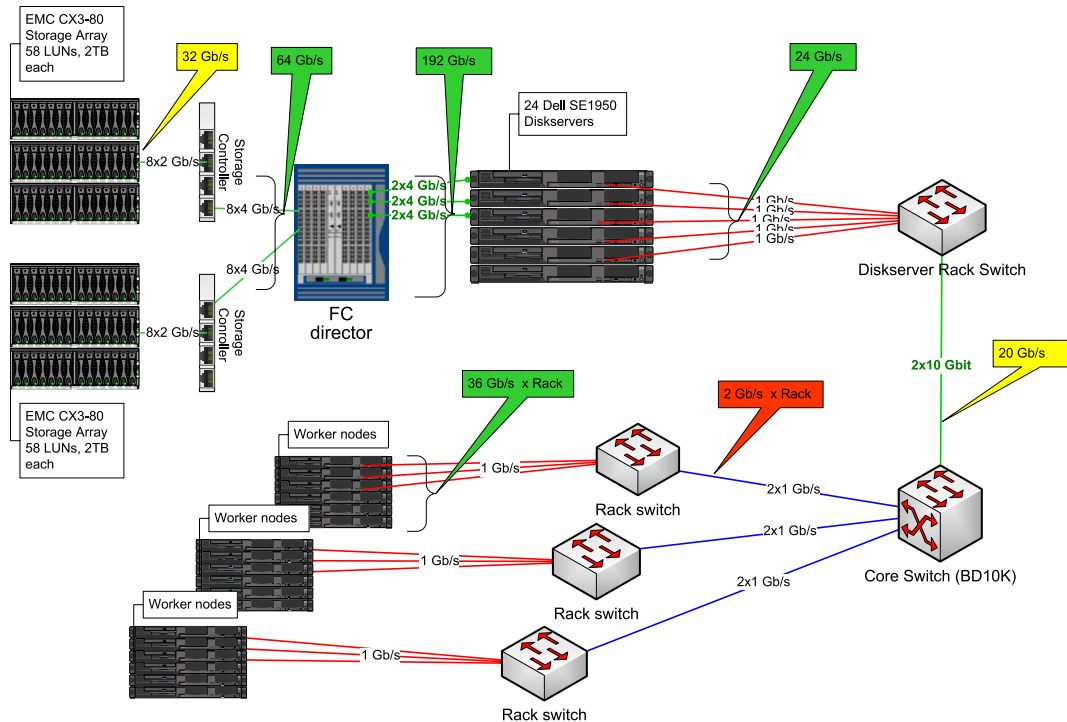 EMC CX3-80
Storage Array
58 LUNs, 2TB
each
32 Gb/s
64 Gb/s
192 Gb/s
24 Gb/s
24 Dell SE1950
Diskservers
8x2 Gb/s
Storage
Controller
8x4 Gb/s
2x4 Gb/s
2x4 Gb/s
2x4 Gb/s
1 Gb/s
1 Gb/s
1 Gb/s
1 Gb/s
1 Gb/s
Diskserver Rack Switch
8x4 Gb/s
FC
director
8x2 Gb/s
Storage
Conroller
EMC CX3-80
Storage Array
58 LUNs, 2TB
each
36 Gb/s x Rack
2 Gb/s x Rack
2x10 Gbit
20 Gb/s
Worker nodes
1 Gb/s
Rack switch
2x1 Gb/s
Worker nodes
1 Gb/s
Rack switch
2x1 Gb/s
Core Switch (BD10K)
2x1 Gb/s
Worker nodes
1 Gb/s
Rack switch